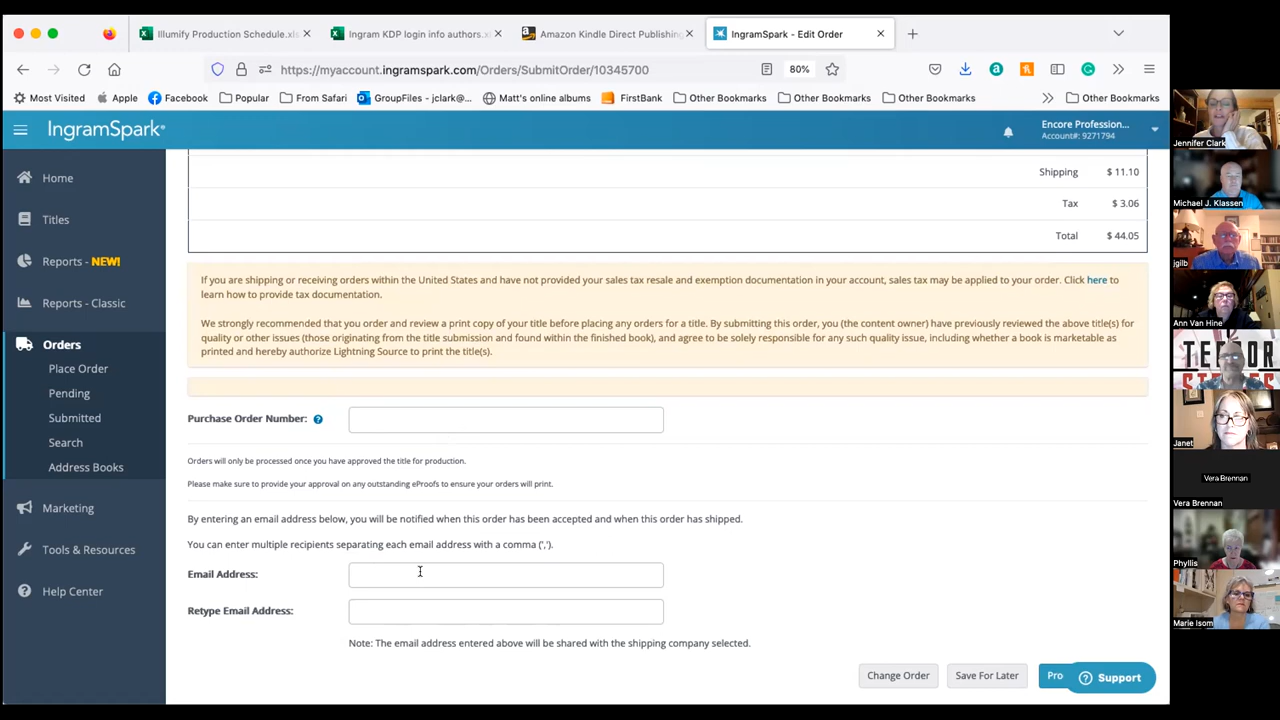 Illumify Production Schedule.xls
Ingram KDP login info authors.x
Amazon Kindle Direct Publishing
IngramSpark - Edit Order
https://myaccount.ingramspark.com/Orders/SubmitOrder/10345700
80%
Most Visited
Apple
Facebook
Popular
From Safari
GroupFiles - jclark@...
Matt's online albums
FirstBank
Other Bookmarks
Other Bookmarks
Other Bookmarks
IngramSpark
Encore Profession...
Account#: 9271794
Home
Titles
Reports - NEW!
Reports - Classic
Orders
Place Order
Pending
Submitted
Search
Address Books
Marketing
Tools & Resources
Help Center
Shipping $ 11.10
Tax $ 3.06
Total $ 44.05
If you are shipping or receiving orders within the United States and have not provided your sales tax resale and exemption documentation in your account, sales tax may be applied to your order. Click here to
learn how to provide tax documentation.
We strongly recommended that you order and review a print copy of your title before placing any orders for a title. By submitting this order, you (the content owner) have previously reviewed the above title(s) for
quality or other issues (those originating from the title submission and found within the finished book), and agree to be solely responsible for any such quality issue, including whether a book is marketable as
printed and hereby authorize Lightning Source to print the title(s).
Purchase Order Number: ?
Orders will only be processed once you have approved the title for production.
Please make sure to provide your approval on any outstanding eProofs to ensure your orders will print.
By entering an email address below, you will be notified when this order has been accepted and when this order has shipped.
You can enter multiple recipients separating each email address with a comma (',').
Email Address:
Retype Email Address:
Note: The email address entered above will be shared with the shipping company selected.
Change Order
Save For Later
Pro
Support
Jennifer Clark
Michael J. Klassen
jgilb
Ann Van Hine
Janet
Vera Brennan
Vera Brennan
Phyllis
Marie Isom